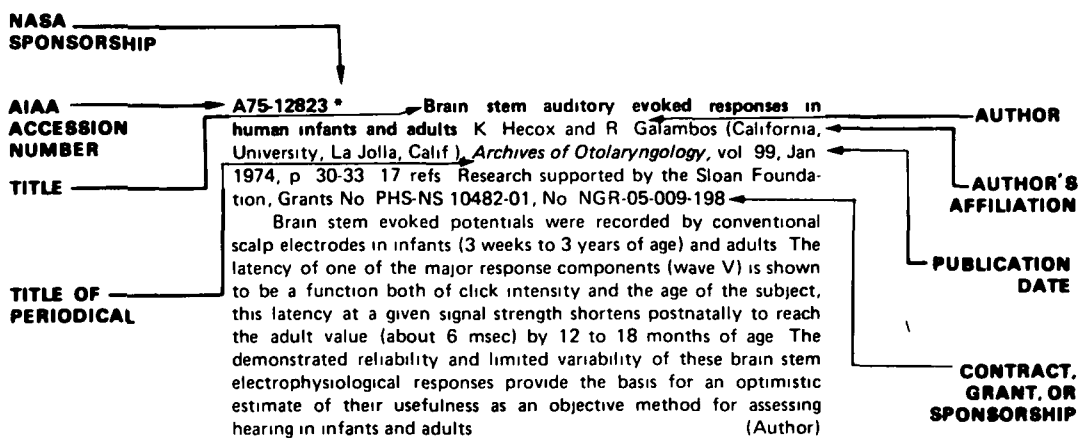 NASA
SPONSORSHIP
AIAA
ACCESSION
NUMBER
TITLE
TITLE OF
PERIODICAL
A75-12823 * Brain stem auditory evoked responses in
human infants and adults K Hecox and R Galambos (California,
University, La Jolla, Calif ), Archives of Otolaryngology, vol 99, Jan
1974, p 30-33 17 refs Research supported by the Sloan Founda-
tion, Grants No PHS-NS 10482-01, No NGR-05-009-198
Brain stem evoked potentials were recorded by conventional
scalp electrodes in infants (3 weeks to 3 years of age) and adults The
latency of one of the major response components (wave V) is shown
to be a function both of click intensity and the age of the subject,
this latency at a given signal strength shortens postnatally to reach
the adult value (about 6 msec) by 12 to 18 months of age The
demonstrated reliability and limited variability of these brain stem
electrophysiological responses provide the basis for an optimistic
estimate of their usefulness as an objective method for assessing
hearing in infants and adults (Author)
AUTHOR
AUTHOR'S
AFFILIATION
PUBLICATION
DATE
CONTRACT,
GRANT, OR
SPONSORSHIP